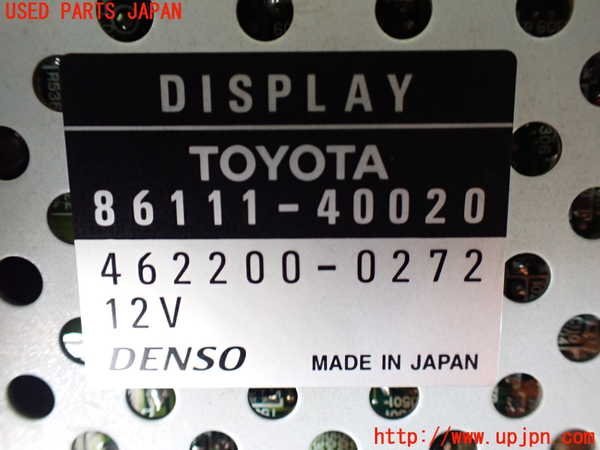 USED PARTS JAPAN
DISPLAY
TOYOTA
86111-40020
462200-0272
12V
DENSO MADE IN JAPAN
http://www.upjpn.com